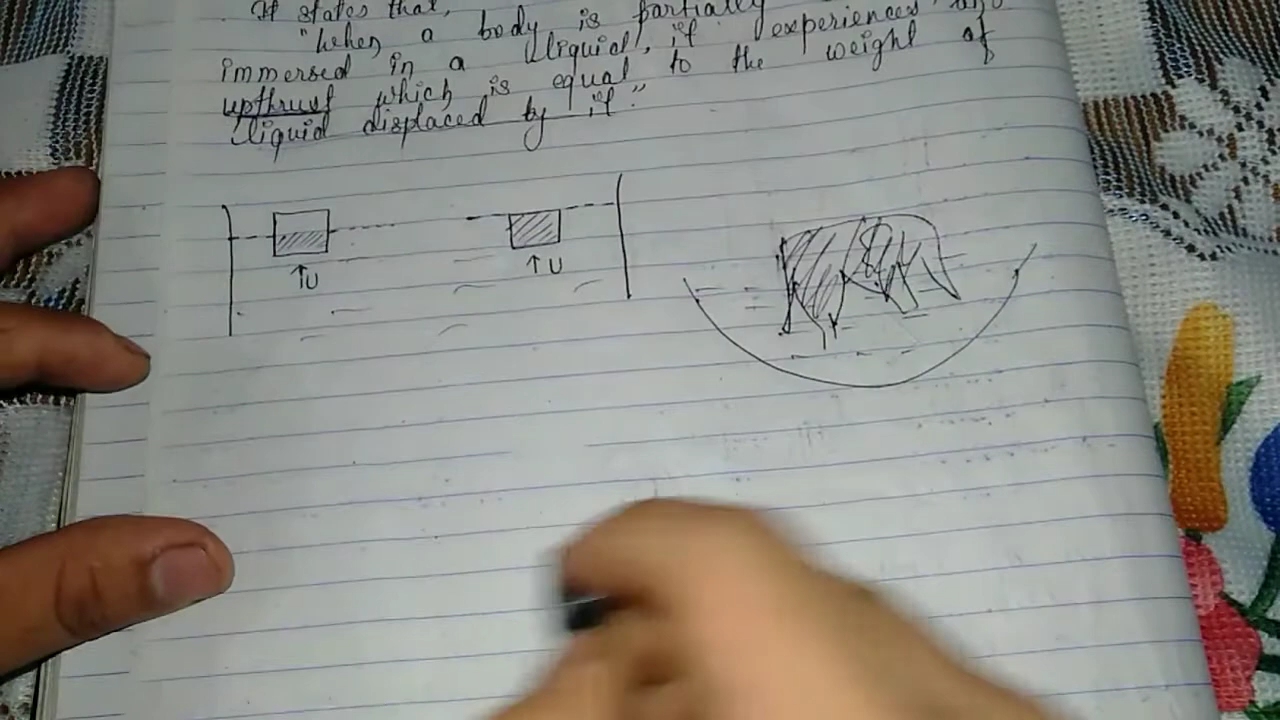 It states that,
"When a body is partially
immersed in a liquid, it experiences an
upthrust which is equal to the weight of
liquid displaced by it."
↑U
↑U